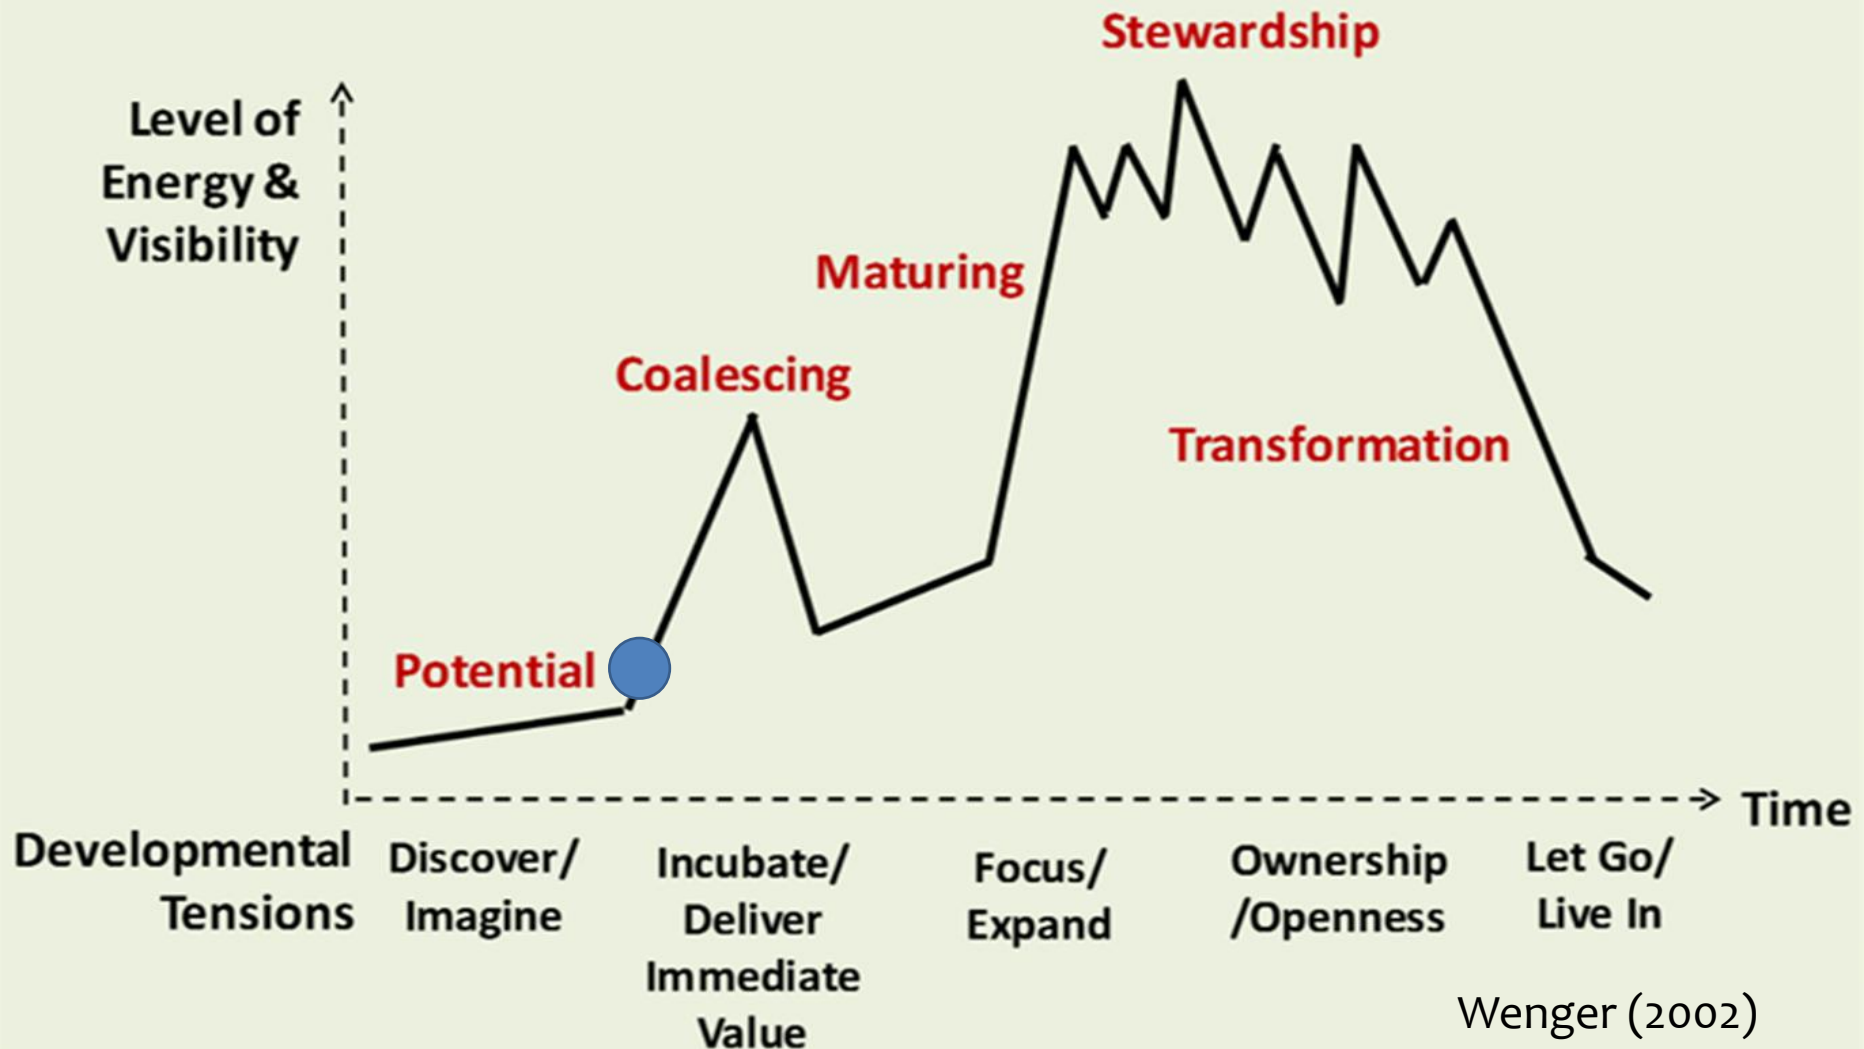 Stewardship
Level of
Energy &
Visibility
Maturing
Coalescing
Transformation
Potential
Time
Developmental
Tensions
Discover/
Imagine
Incubate/
Deliver
Immediate
Value
Focus/
Expand
Ownership
/Openness
Let Go/
Live In
Wenger (2002)